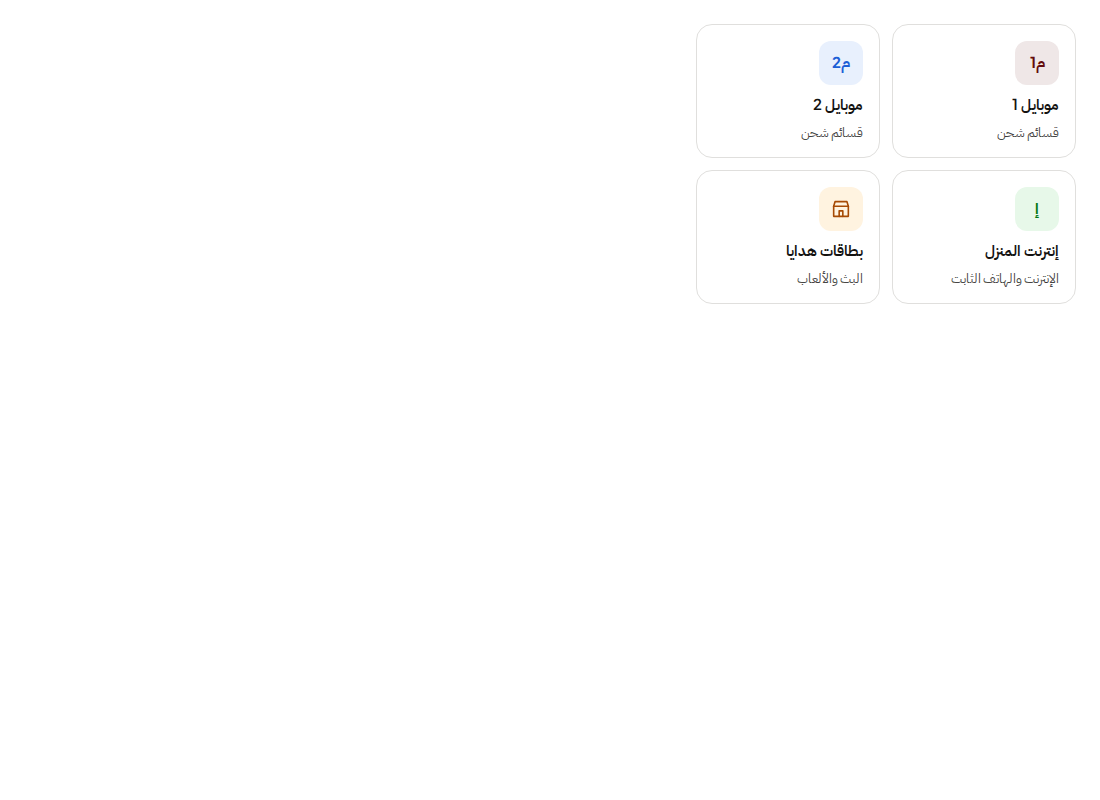 م1
موبايل 1
قسائم شحن
م2
موبايل 2
قسائم شحن
إ
إنترنت المنزل
الإنترنت والهاتف الثابت
بطاقات هدايا
البث والألعاب